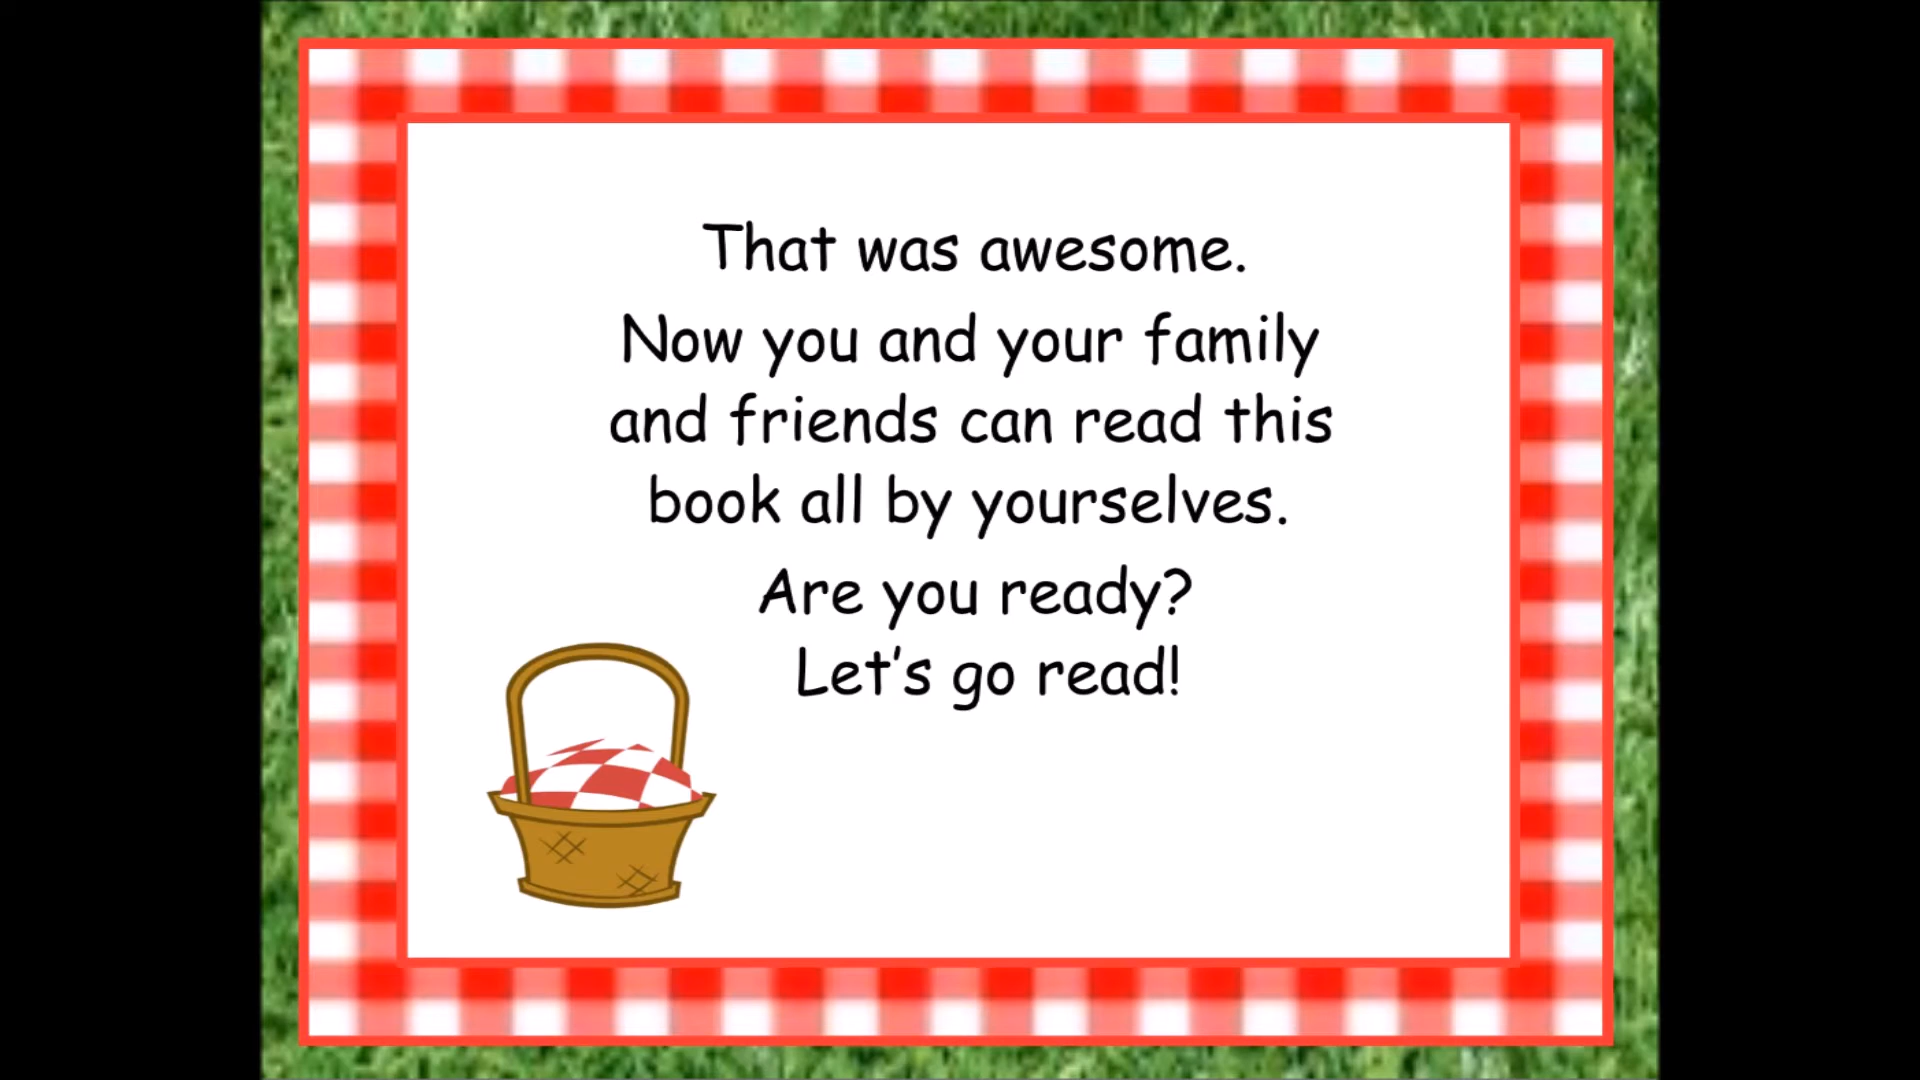 That was awesome.
Now you and your family
and friends can read this
book all by yourselves.
Are you ready?
Let's go read!